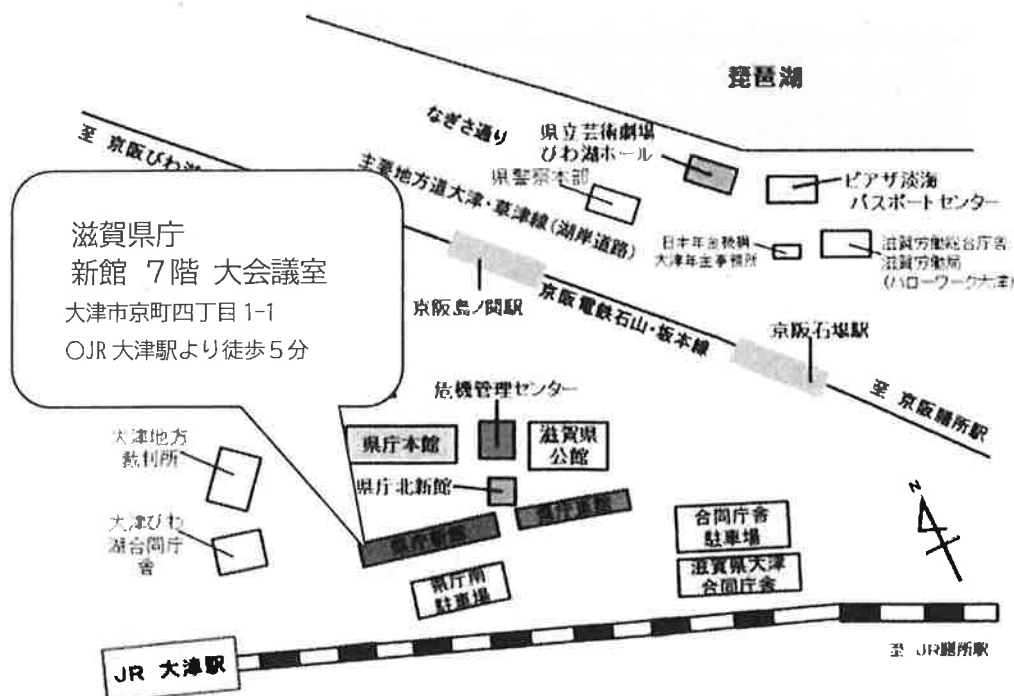 琵琶湖
なぎさ通り
県立芸術劇場
びわ湖ホール
至 京阪びわ湖
主要地方道大津・草津線(湖岸道路)
県警察本部
ピアザ淡海
パスポートセンター
日本年金機構
大津年金事務所
滋賀労働総合庁舎
滋賀労働局
(ハローワーク大津)
滋賀県庁
新館 7階 大会議室
大津市京町四丁目1-1
〇JR大津駅より徒歩5分
京阪島ノ関駅
京阪電鉄石山・坂本線
京阪石場駅
至 京阪膳所駅
危機管理センター
大津地方
裁判所
県庁本館
滋賀県
公館
県庁北新館
大津びわ
湖合同庁
舎
県庁新館
県庁東館
合同庁舎
駐車場
滋賀県大津
合同庁舎
県庁南
駐車場
N
JR 大津駅
至 JR膳所駅